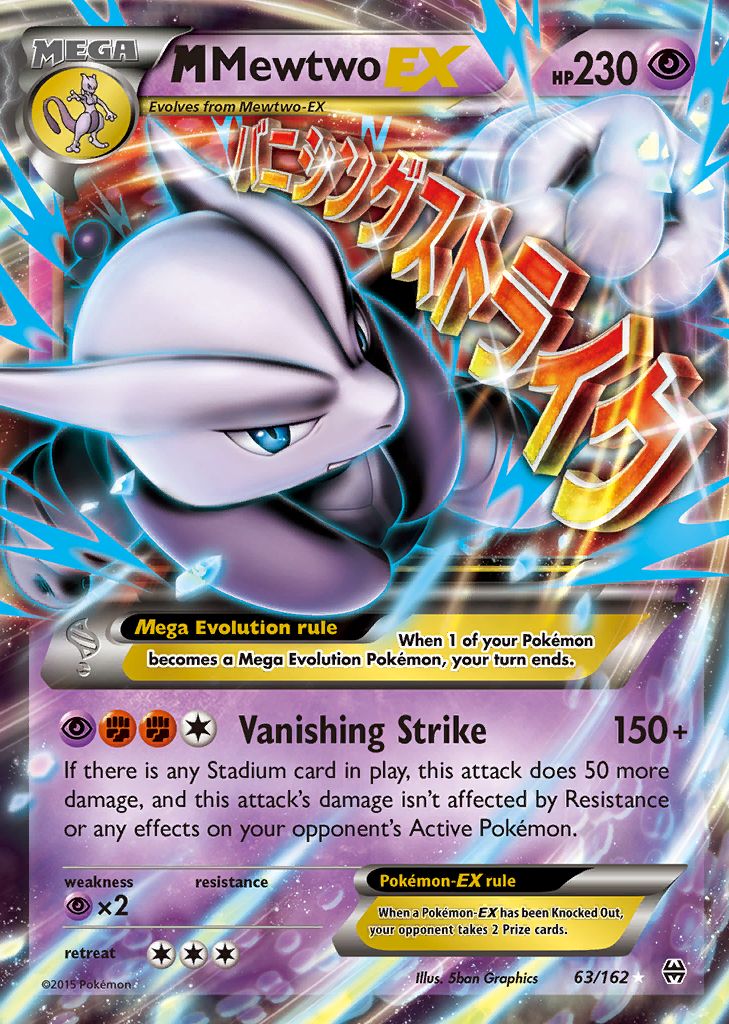 MEGA
M Mewtwo EX
HP 230
Evolves from Mewtwo-EX
バニシングストライク
Mega Evolution rule
When 1 of your Pokémon
becomes a Mega Evolution Pokémon, your turn ends.
Vanishing Strike 150+
If there is any Stadium card in play, this attack does 50 more
damage, and this attack's damage isn't affected by Resistance
or any effects on your opponent's Active Pokémon.
weakness resistance
×2
retreat
Pokémon-EX rule
When a Pokémon-EX has been Knocked Out,
your opponent takes 2 Prize cards.
©2015 Pokémon
Illus. 5ban Graphics 63/162 ★